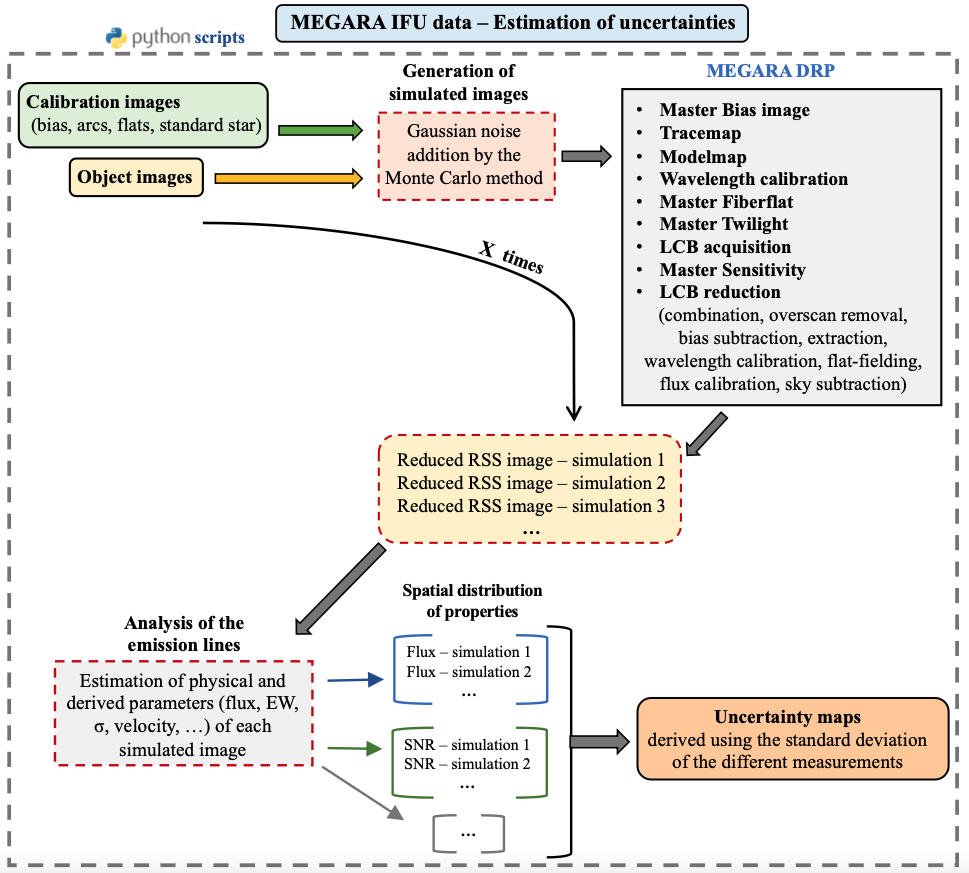 MEGARA IFU data – Estimation of uncertainties
python scripts
Calibration images
(bias, arcs, flats, standard star)
Object images
Generation of
simulated images
Gaussian noise
addition by the
Monte Carlo method
MEGARA DRP
• Master Bias image
• Tracemap
• Modelmap
• Wavelength calibration
• Master Fiberflat
• Master Twilight
• LCB acquisition
• Master Sensitivity
• LCB reduction
(combination, overscan removal,
bias subtraction, extraction,
wavelength calibration, flat-fielding,
flux calibration, sky subtraction)
X times
Reduced RSS image – simulation 1
Reduced RSS image – simulation 2
Reduced RSS image – simulation 3
...
Analysis of the
emission lines
Estimation of physical and
derived parameters (flux, EW,
σ, velocity, …) of each
simulated image
Spatial distribution
of properties
Flux – simulation 1
Flux – simulation 2
...
SNR – simulation 1
SNR – simulation 2
...
...
Uncertainty maps
derived using the standard deviation
of the different measurements